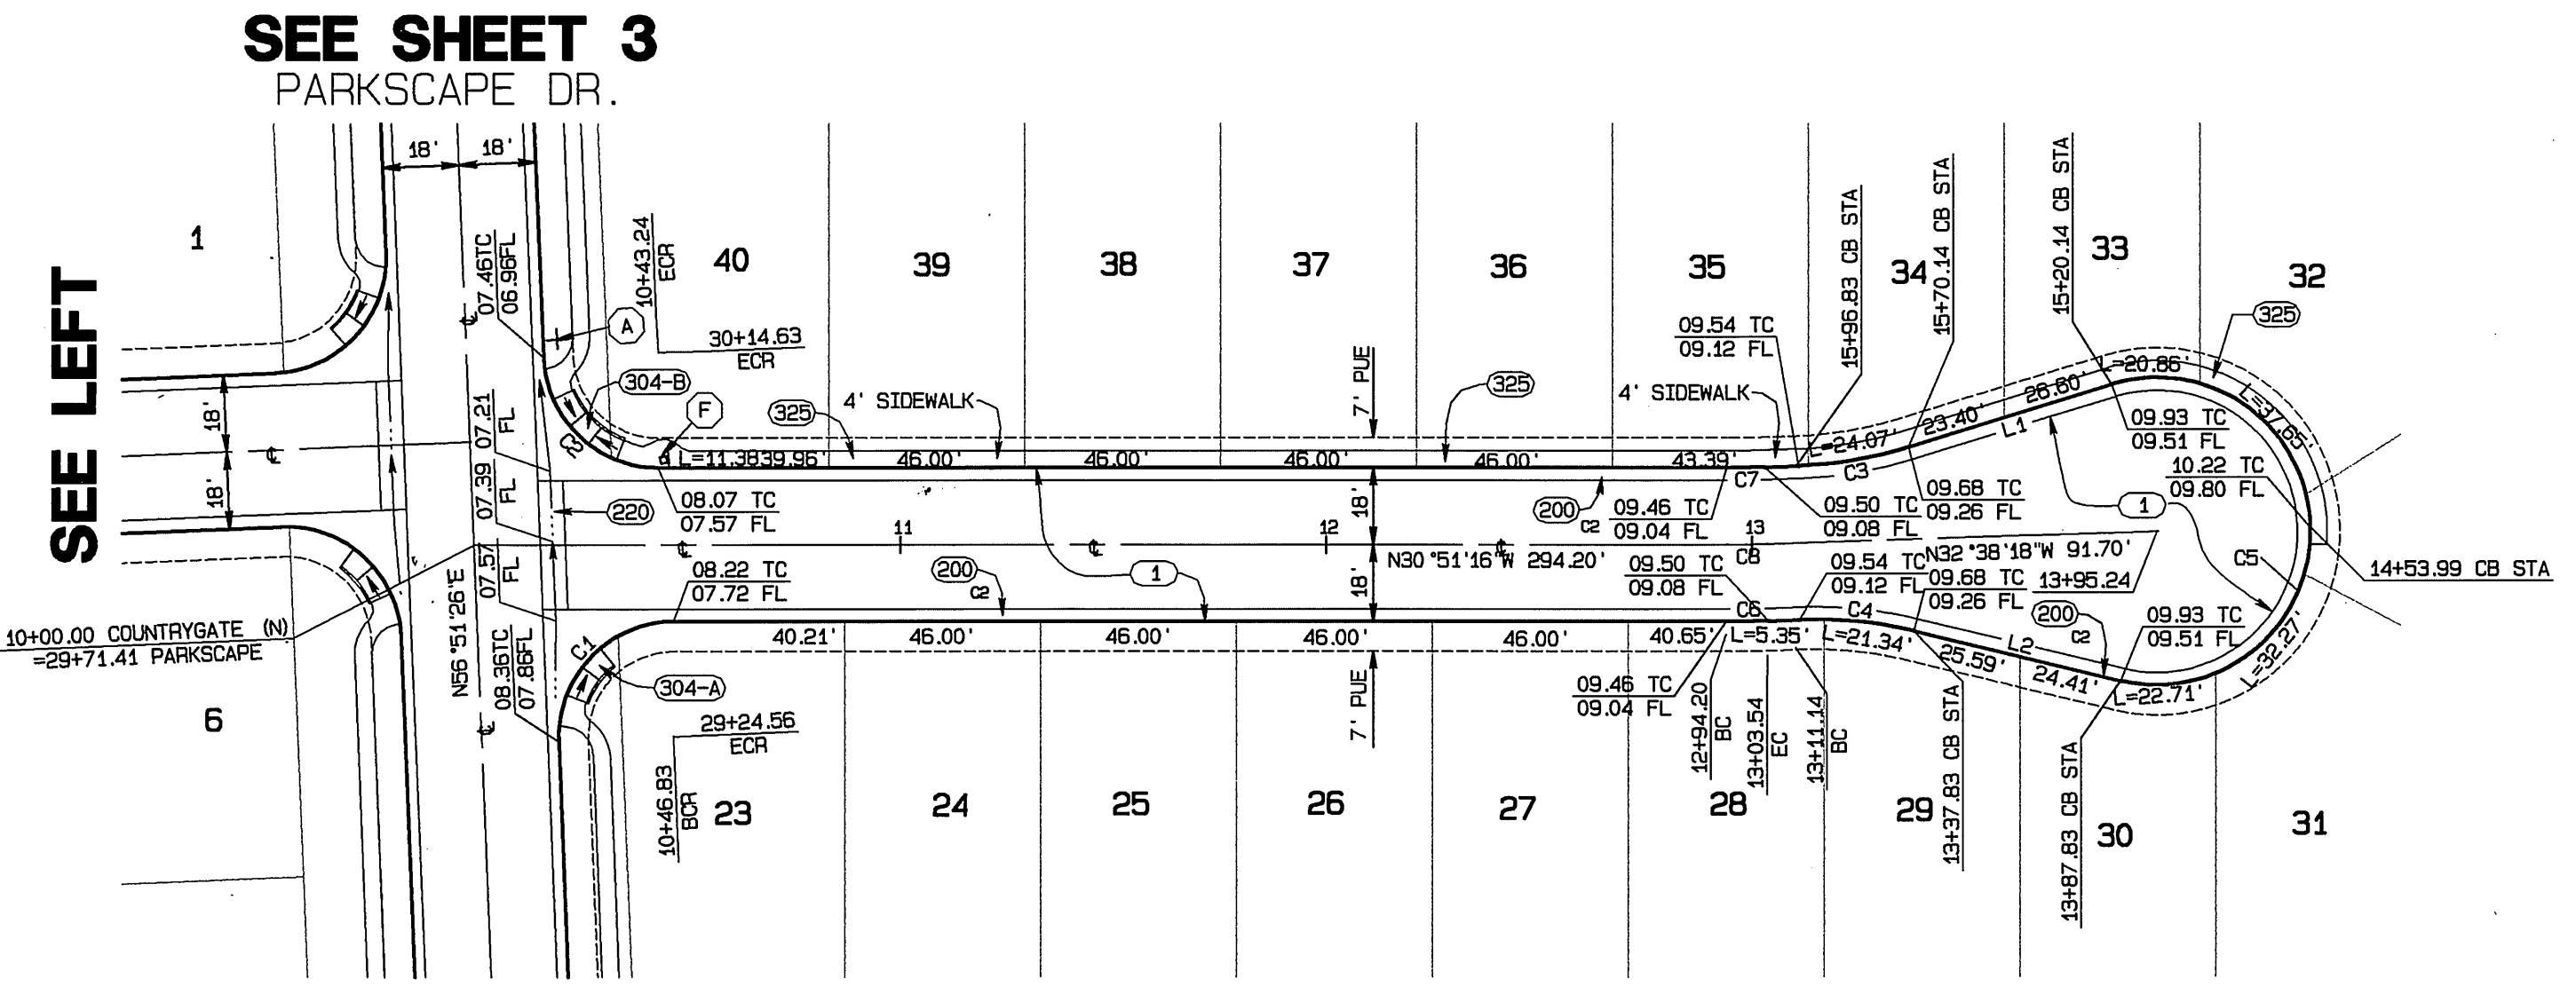 SEE SHEET 3
PARKSCAPE DR.
SEE LEFT
18'
18'
1
07.46TC
06.96FL
10+43.24
ECR
40
39
38
37
36
35
34
33
32
A
30+14.63
ECR
304-B
F
325
4' SIDEWALK
7' PUE
325
4' SIDEWALK
09.54 TC
09.12 FL
15+96.83 CB STA
15+70.14 CB STA
15+20.14 CB STA
325
18'
18'
07.21
FL
07.39
FL
07.57
FL
C2
L=11.38
39.96'
46.00'
46.00'
46.00'
46.00'
43.39'
C7
L=24.07'
C3
23.40'
L1
26.60'
L=20.86'
L=37.65'
09.93 TC
09.51 FL
10.22 TC
09.80 FL
220
08.07 TC
07.57 FL
200
C2
09.46 TC
09.04 FL
09.50 TC
09.08 FL
09.68 TC
09.26 FL
1
11
12
13
18'
18'
N30°51'16"W 294.20'
C8
N32°38'18"W 91.70'
13+95.24
C5
14+53.99 CB STA
08.22 TC
07.72 FL
200
C2
1
09.50 TC
09.08 FL
09.54 TC
09.12 FL
09.68 TC
09.26 FL
200
C2
09.93 TC
09.51 FL
10+00.00 COUNTRYGATE (N)
=29+71.41 PARKSCAPE
N56°51'26"E
08.36TC
07.86FL
C1
304-A
40.21'
46.00'
46.00'
46.00'
46.00'
40.65'
C6
L=5.35'
C4
L=21.34'
L2
25.59'
24.41'
L=22.71'
L=32.27'
6
29+24.56
ECR
10+46.83
BCR
7' PUE
09.46 TC
09.04 FL
12+94.20
BC
13+03.54
EC
13+11.14
BC
13+37.83 CB STA
13+87.83 CB STA
23
24
25
26
27
28
29
30
31